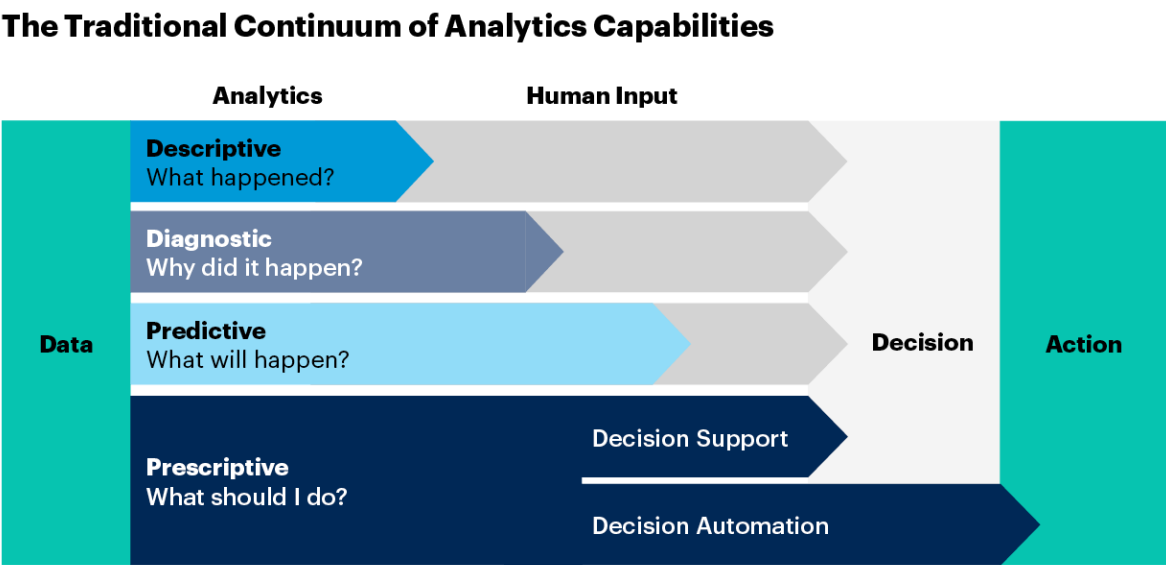 The Traditional Continuum of Analytics Capabilities
Analytics
Human Input
Descriptive
What happened?
Diagnostic
Why did it happen?
Predictive
What will happen?
Data
Decision
Action
Decision Support
Prescriptive
What should I do?
Decision Automation